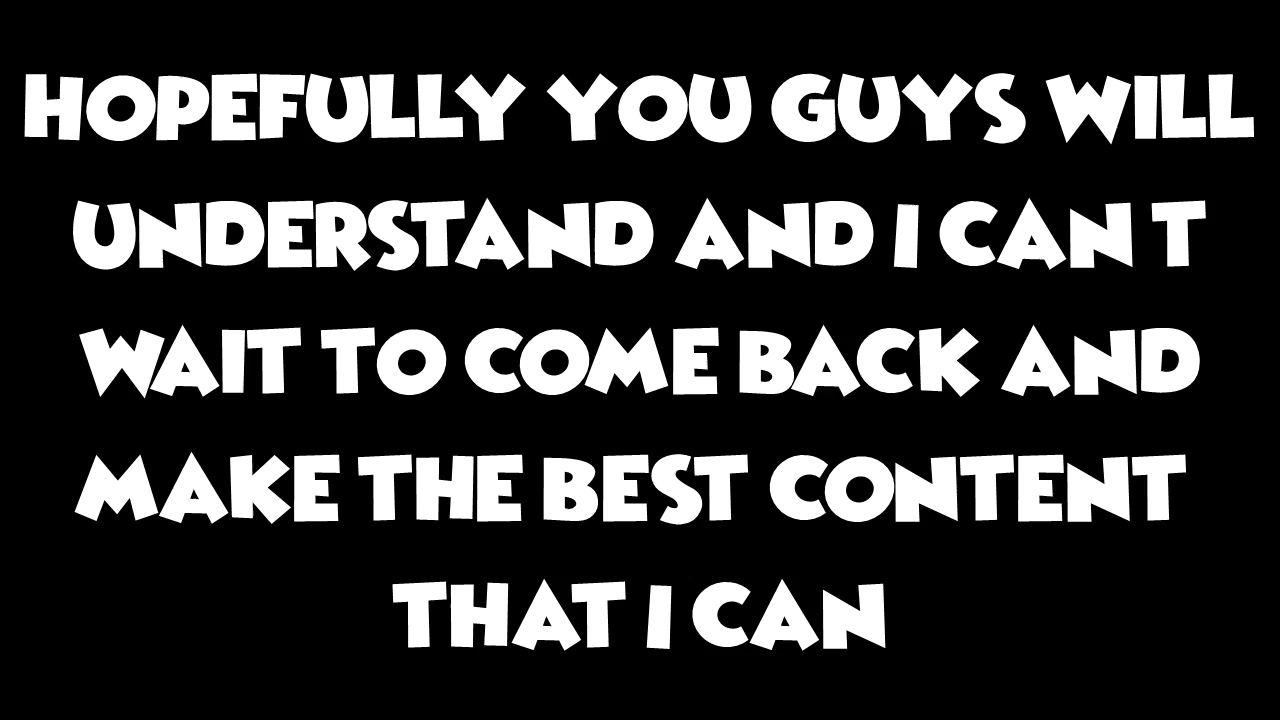 HOPEFULLY YOU GUYS WILL
UNDERSTAND AND I CAN T
WAIT TO COME BACK AND
MAKE THE BEST CONTENT
THAT I CAN